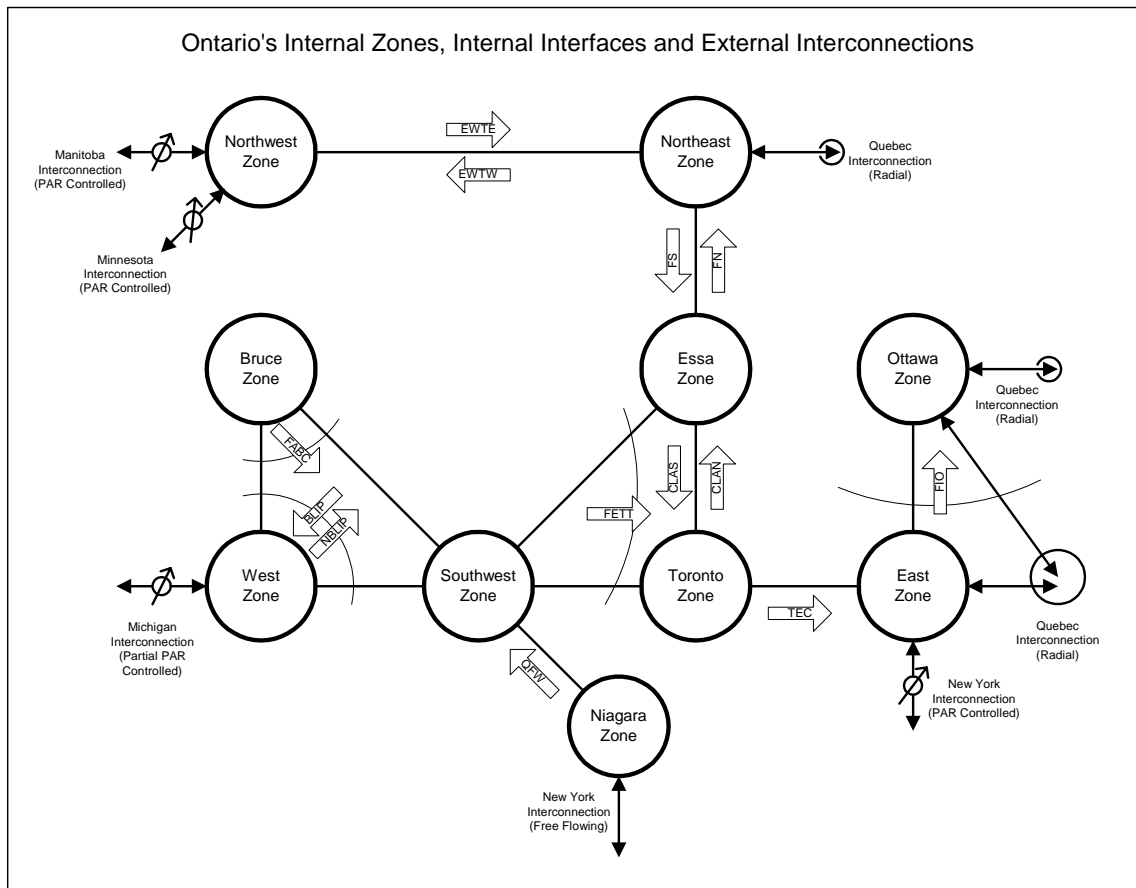 Ontario's Internal Zones, Internal Interfaces and External Interconnections
Northwest
Zone
EWTE
EWTW
Northeast
Zone
Manitoba
Interconnection
(PAR Controlled)
Quebec
Interconnection
(Radial)
Minnesota
Interconnection
(PAR Controlled)
FS
FN
Bruce
Zone
Essa
Zone
Ottawa
Zone
Quebec
Interconnection
(Radial)
FABC
CLAS
CLAN
FIO
BLIP
NBLIP
FETT
West
Zone
Southwest
Zone
Toronto
Zone
East
Zone
TEC
Michigan
Interconnection
(Partial PAR
Controlled)
Quebec
Interconnection
(Radial)
QFW
Niagara
Zone
New York
Interconnection
(PAR Controlled)
New York
Interconnection
(Free Flowing)